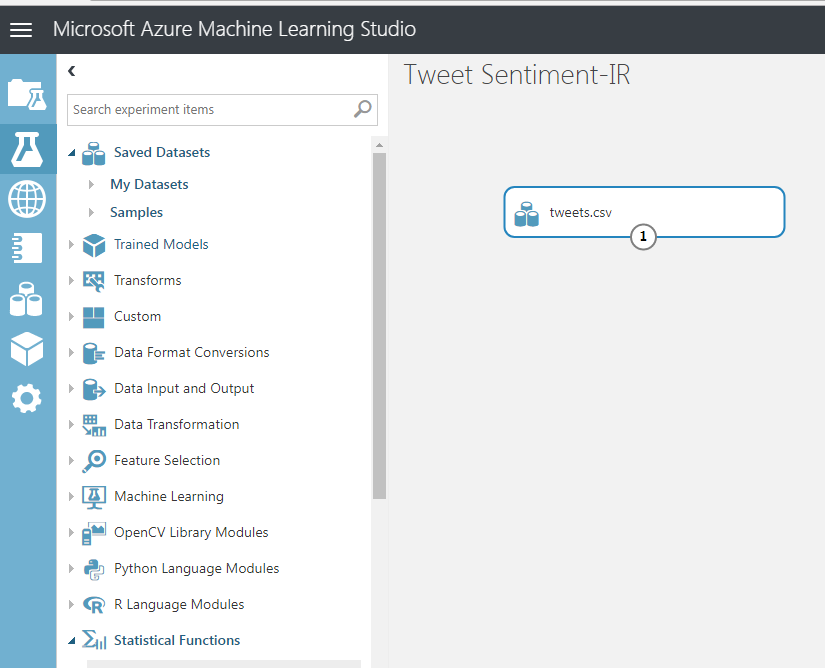 Microsoft Azure Machine Learning Studio
Tweet Sentiment-IR
Search experiment items
Saved Datasets
My Datasets
Samples
Trained Models
Transforms
Custom
Data Format Conversions
Data Input and Output
Data Transformation
Feature Selection
Machine Learning
OpenCV Library Modules
Python Language Modules
R Language Modules
Statistical Functions
tweets.csv
1